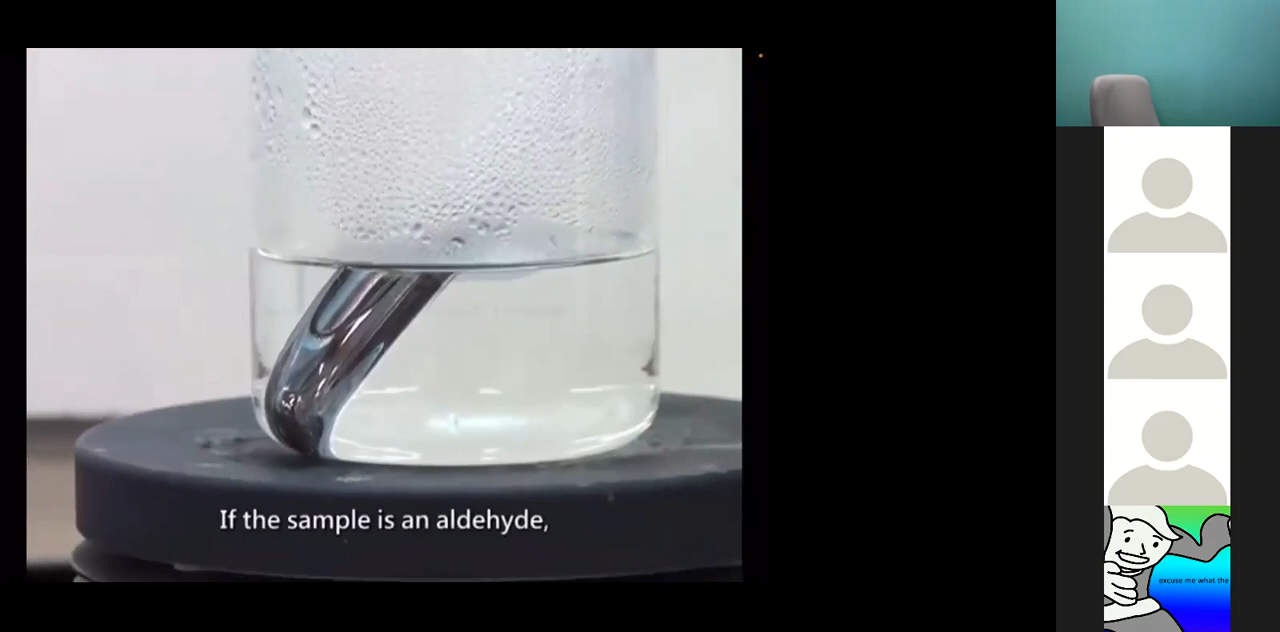 If the sample is an aldehyde,
excuse me what the